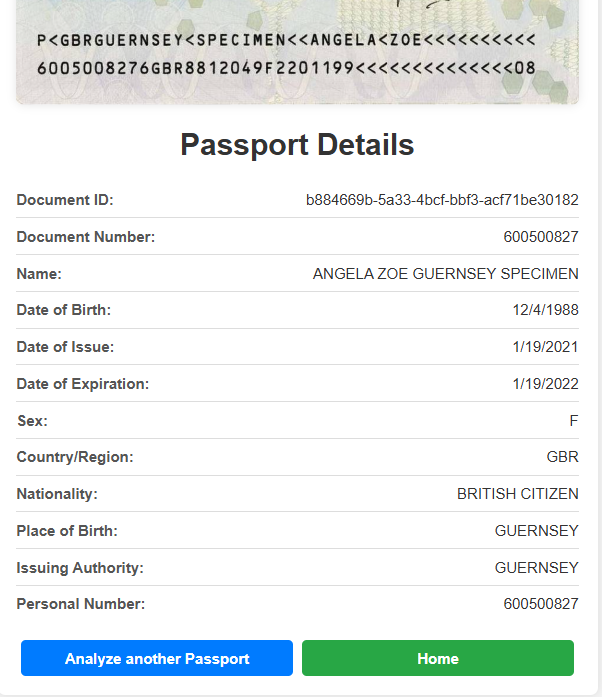 P<GBRGUERNSEY<SPECIMEN<<ANGELA<ZOE<<<<<<<<<<
6005008276GBR8812049F2201199<<<<<<<<<<<<<<08
Passport Details
Document ID: b884669b-5a33-4bcf-bbf3-acf71be30182
Document Number: 600500827
Name: ANGELA ZOE GUERNSEY SPECIMEN
Date of Birth: 12/4/1988
Date of Issue: 1/19/2021
Date of Expiration: 1/19/2022
Sex: F
Country/Region: GBR
Nationality: BRITISH CITIZEN
Place of Birth: GUERNSEY
Issuing Authority: GUERNSEY
Personal Number: 600500827
Analyze another Passport Home